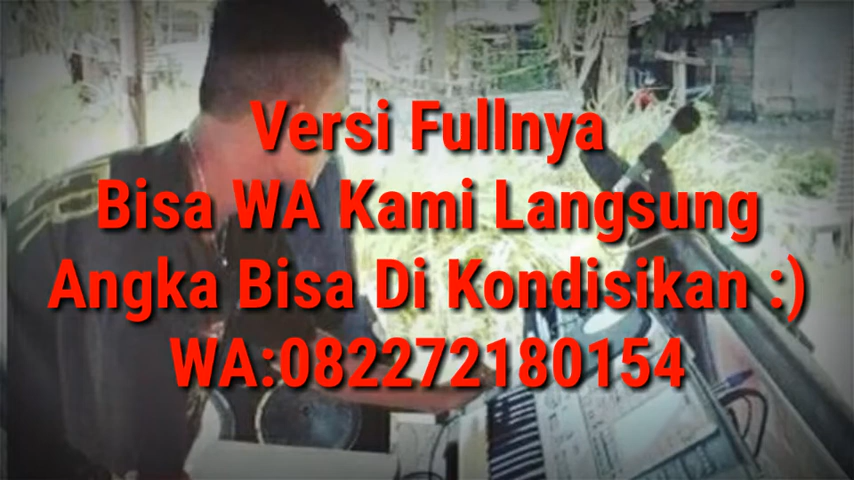 Versi Fullnya
Bisa WA Kami Langsung
Angka Bisa Di Kondisikan :)
WA:082272180154